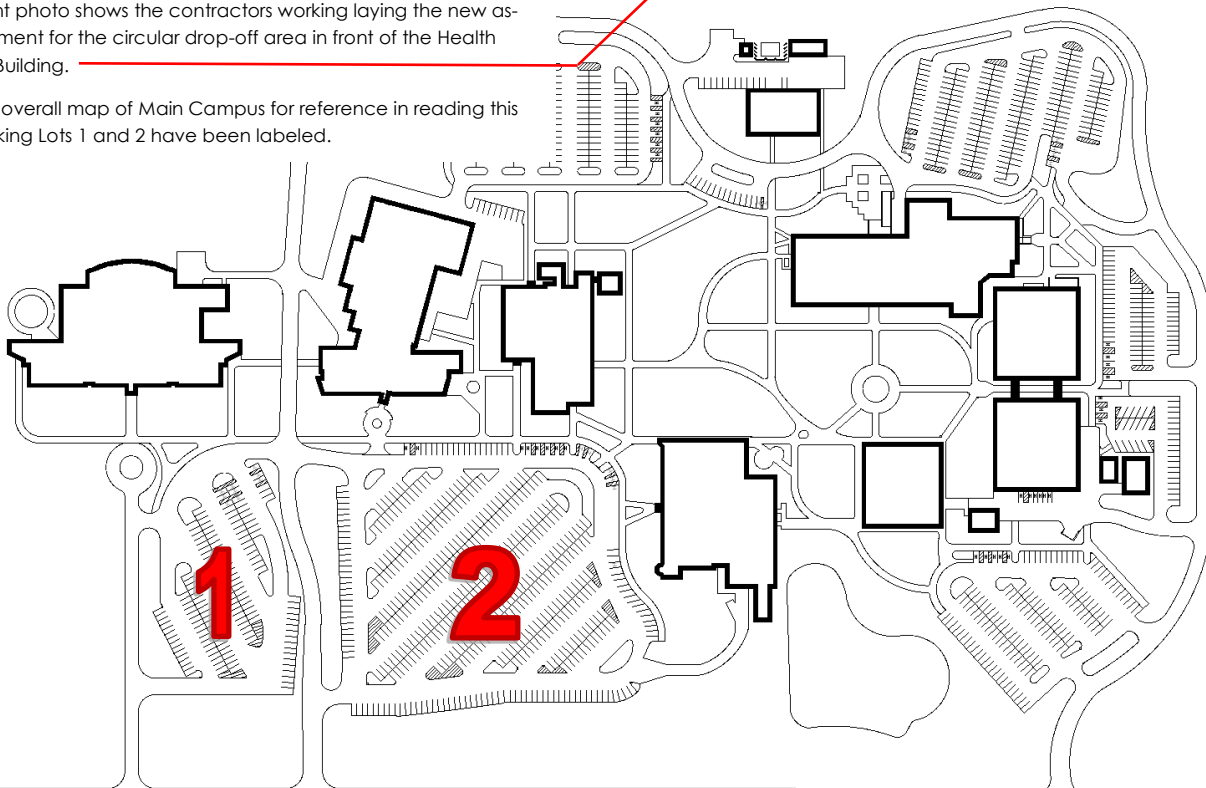 nt photo shows the contractors working laying the new as-
ment for the circular drop-off area in front of the Health
Building.
overall map of Main Campus for reference in reading this
king Lots 1 and 2 have been labeled.
1
2